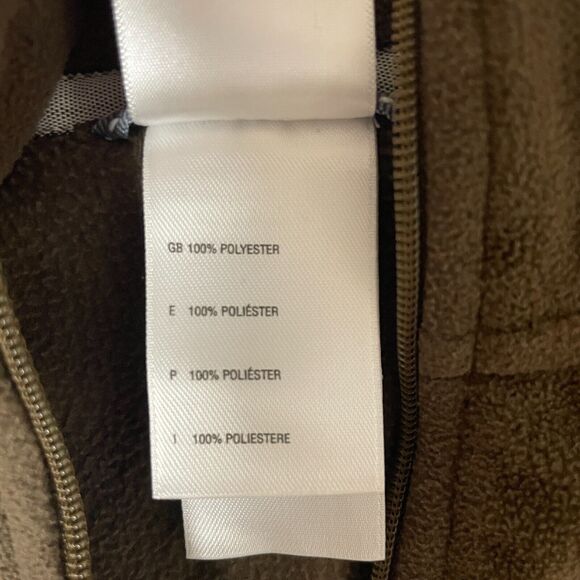 GB 100% POLYESTER
E 100% POLIÉSTER
P 100% POLIÉSTER
I 100% POLIESTERE